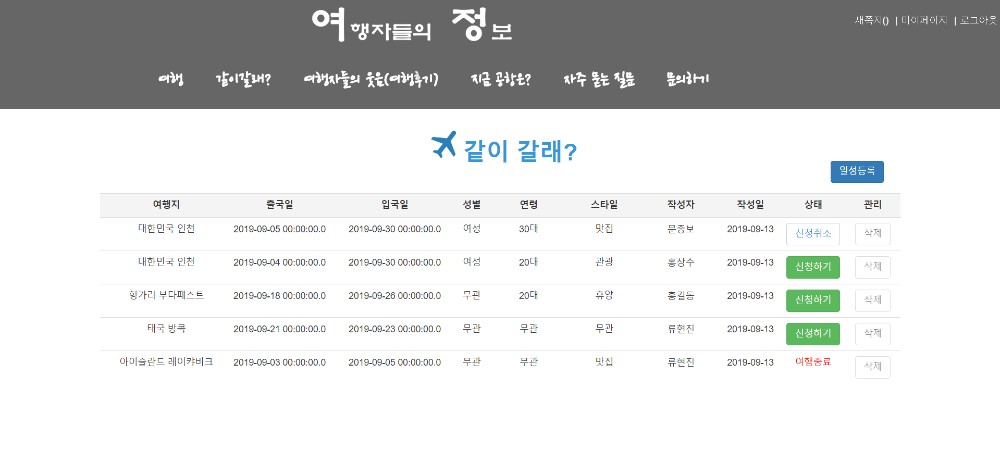 여행자들의 정보
새쪽지() | 마이페이지 | 로그아웃
여행 같이갈래? 여행자들의 웃음(여행후기) 지금 공항은? 자주 묻는 질문 문의하기
같이 갈래?
일정등록
여행지 출국일 입국일 성별 연령 스타일 작성자 작성일 상태 관리
대한민국 인천 2019-09-05 00:00:00.0 2019-09-30 00:00:00.0 여성 30대 맛집 문종보 2019-09-13 신청취소 삭제
대한민국 인천 2019-09-04 00:00:00.0 2019-09-30 00:00:00.0 여성 20대 관광 홍상수 2019-09-13 신청하기 삭제
헝가리 부다페스트 2019-09-18 00:00:00.0 2019-09-26 00:00:00.0 무관 20대 휴양 홍길동 2019-09-13 신청하기 삭제
태국 방콕 2019-09-21 00:00:00.0 2019-09-23 00:00:00.0 무관 무관 무관 류현진 2019-09-13 신청하기 삭제
아이슬란드 레이캬비크 2019-09-03 00:00:00.0 2019-09-05 00:00:00.0 무관 무관 맛집 류현진 2019-09-13 여행종료 삭제